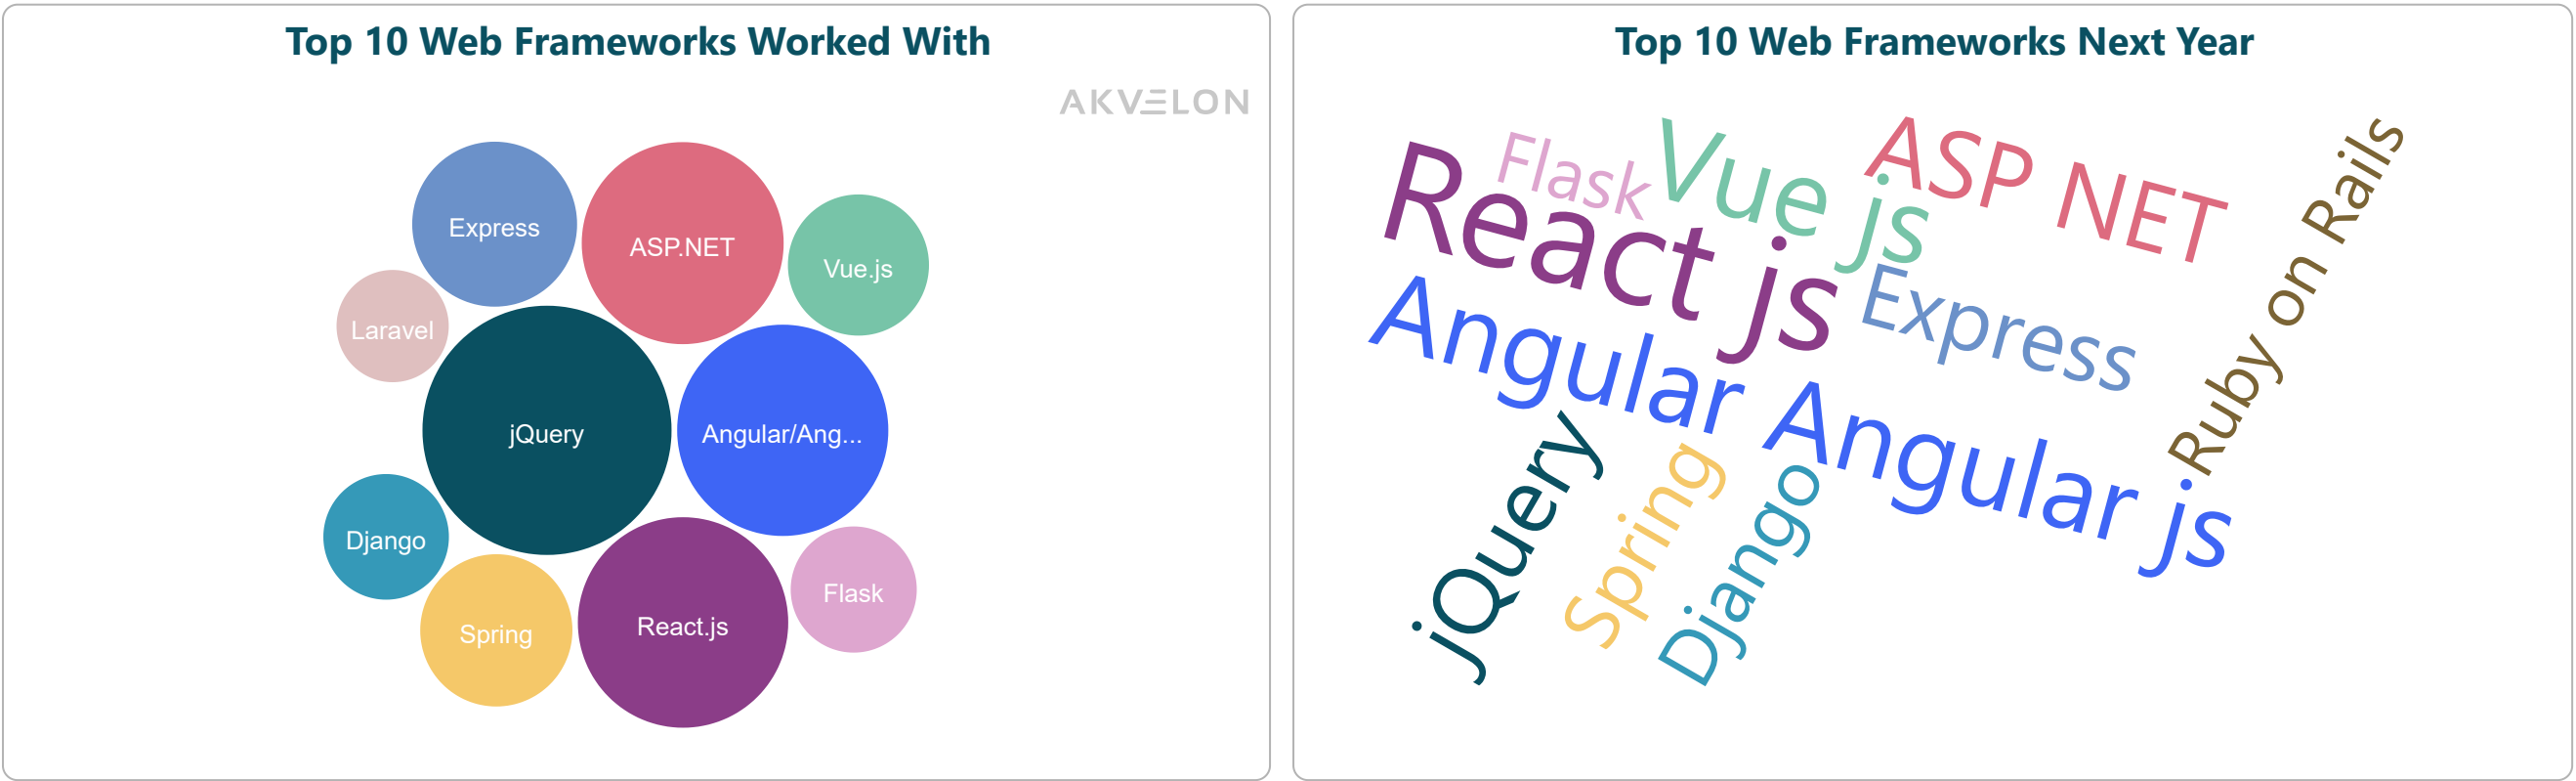 Top 10 Web Frameworks Worked With
AKVELON
Express
ASP.NET
Vue.js
Laravel
jQuery
Angular/Ang...
Django
Flask
Spring
React.js
Top 10 Web Frameworks Next Year
React js
Flask
Vue js
ASP NET
Ruby on Rails
Express
Angular Angular js
jQuery
Spring
Django